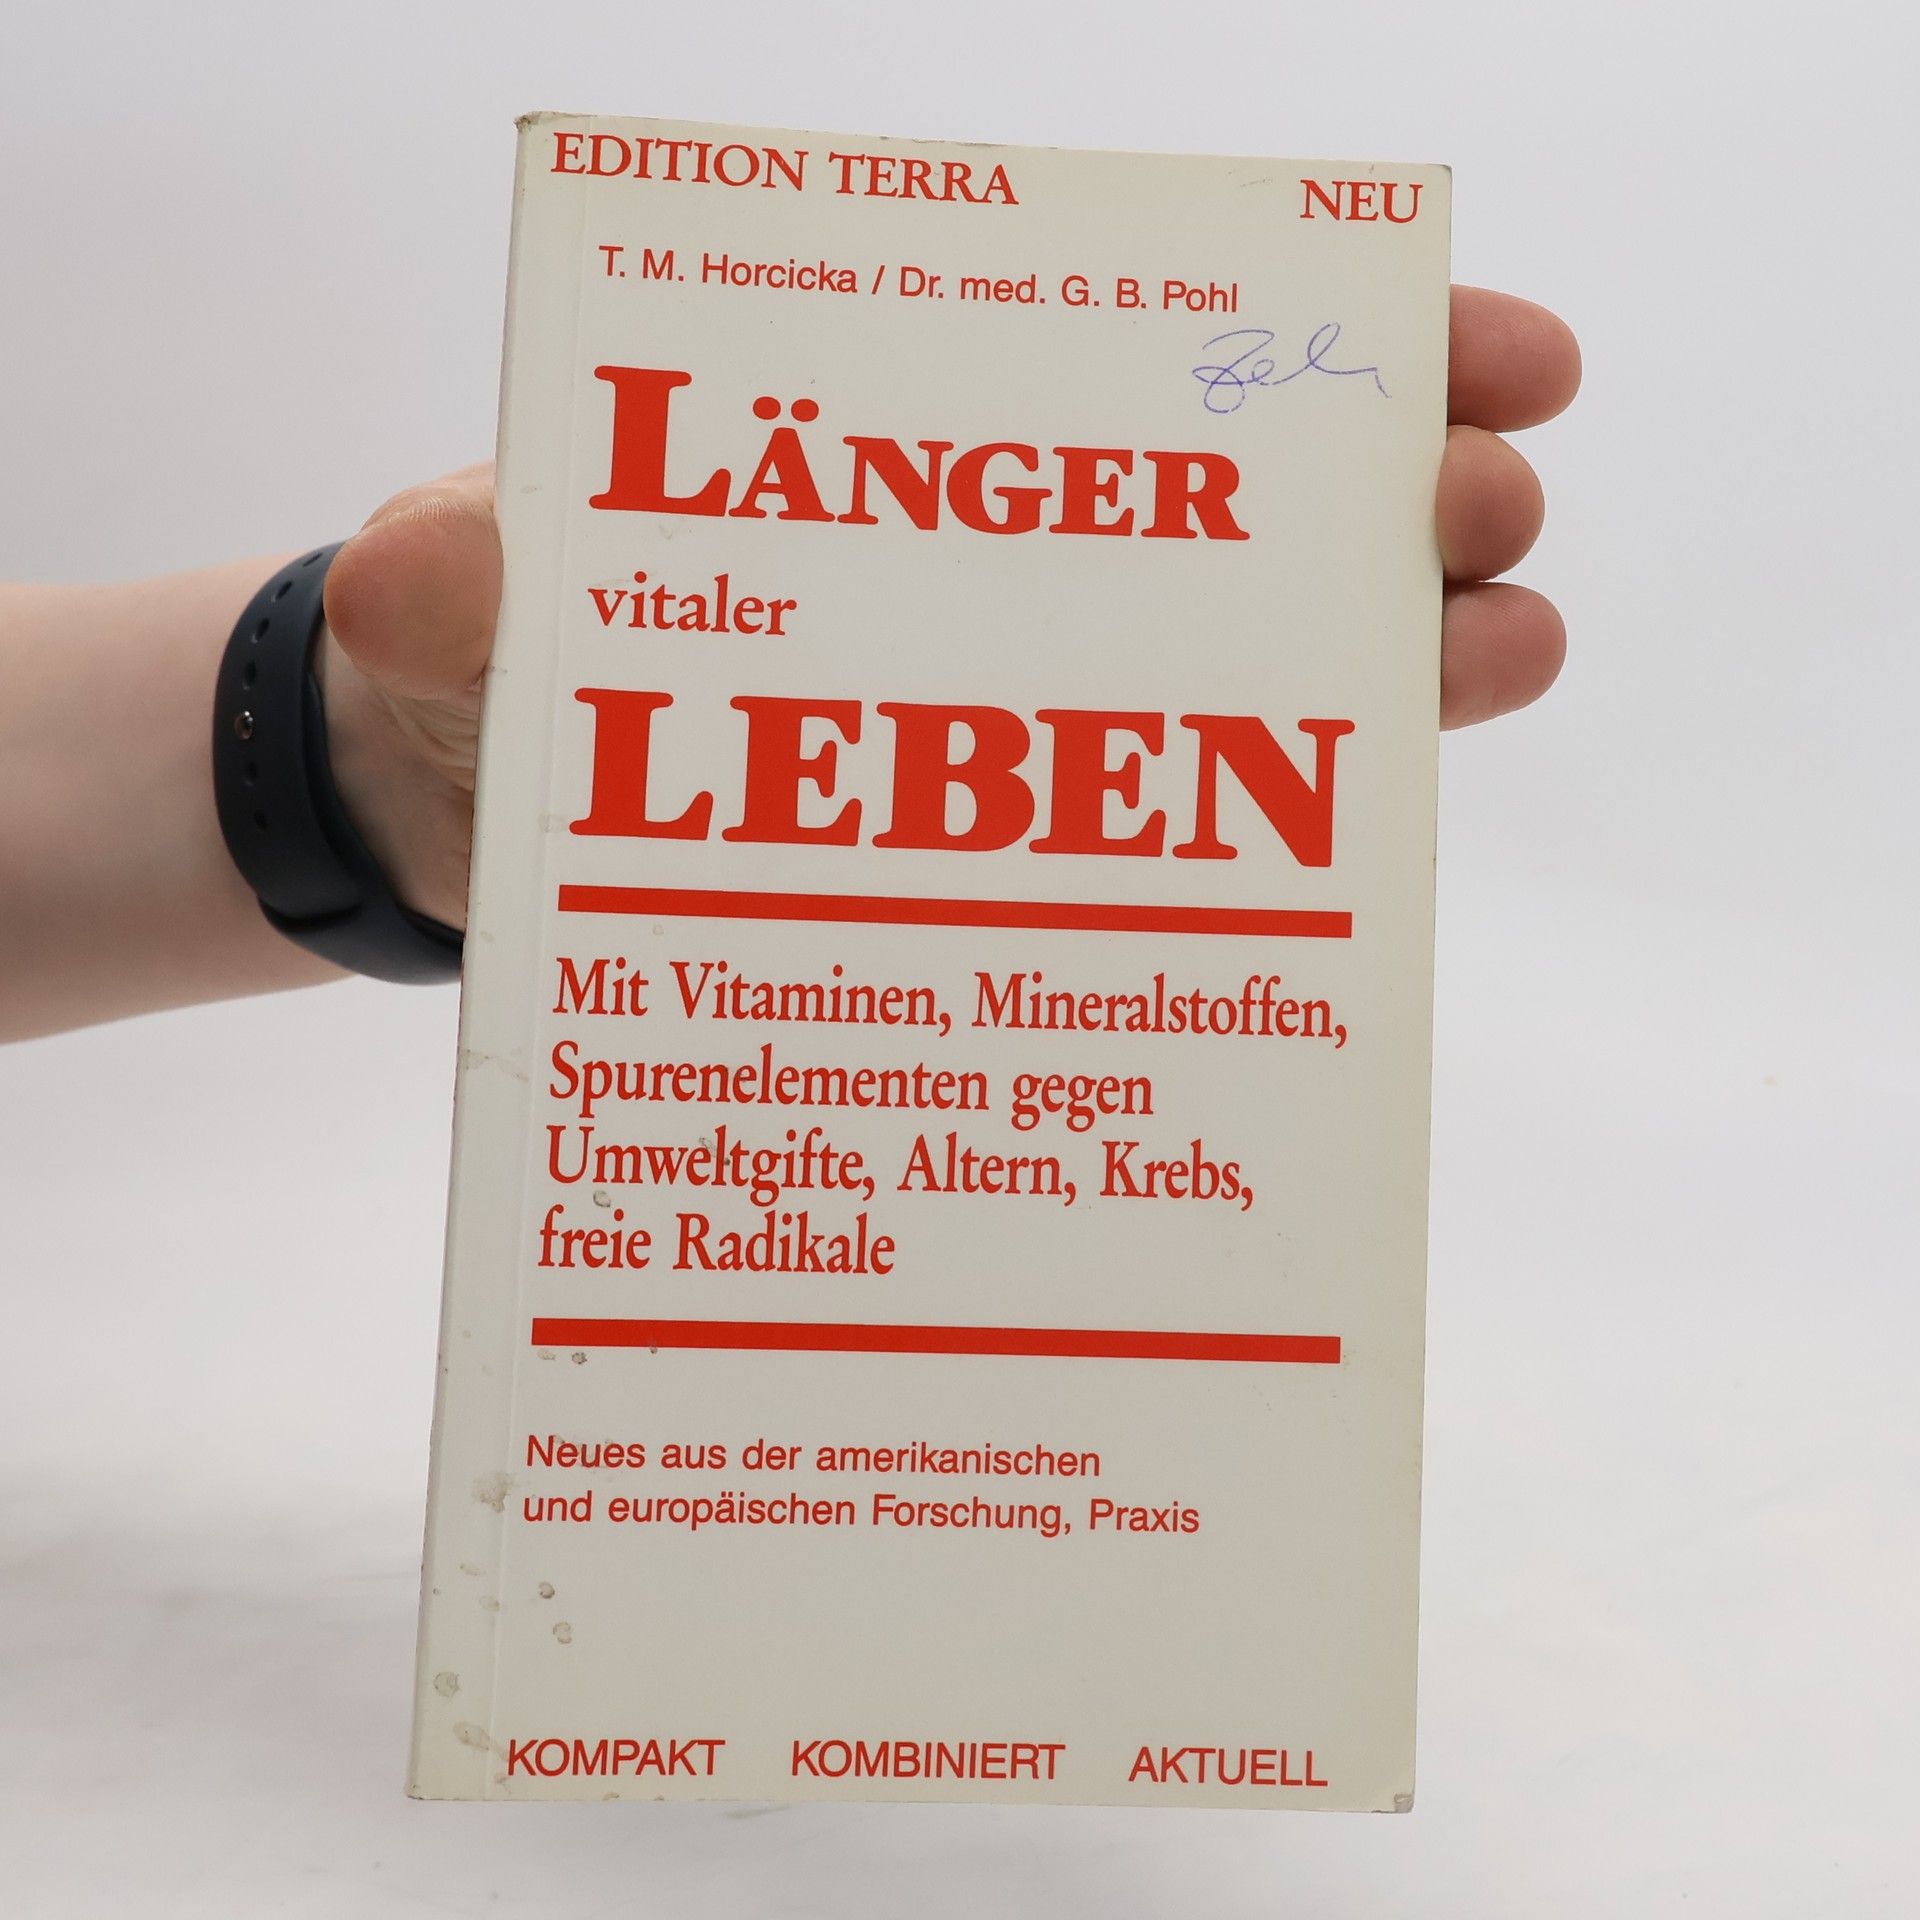 EDITION TERRA NEU
T. M. Horcicka / Dr. med. G. B. Pohl
LÄNGER
vitaler
LEBEN
Mit Vitaminen, Mineralstoffen,
Spurenelementen gegen
Umweltgifte, Altern, Krebs,
freie Radikale
Neues aus der amerikanischen
und europäischen Forschung, Praxis
KOMPAKT KOMBINIERT AKTUELL